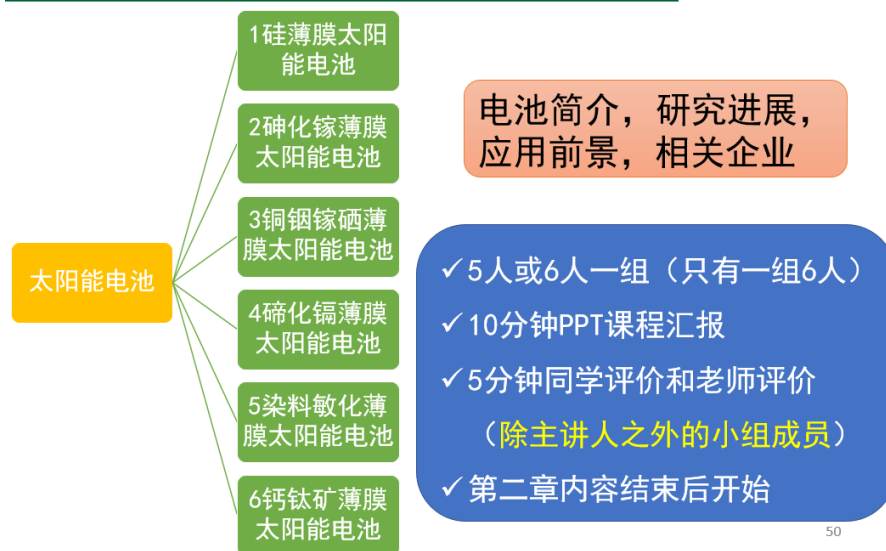 太阳能电池
1硅薄膜太阳
能电池
2砷化镓薄膜
太阳能电池
3铜铟镓硒薄
膜太阳能电池
4碲化镉薄膜
太阳能电池
5染料敏化薄
膜太阳能电池
6钙钛矿薄膜
太阳能电池
电池简介，研究进展，
应用前景，相关企业
✓5人或6人一组（只有一组6人）
✓10分钟PPT课程汇报
✓5分钟同学评价和老师评价
（除主讲人之外的小组成员）
✓第二章内容结束后开始
50